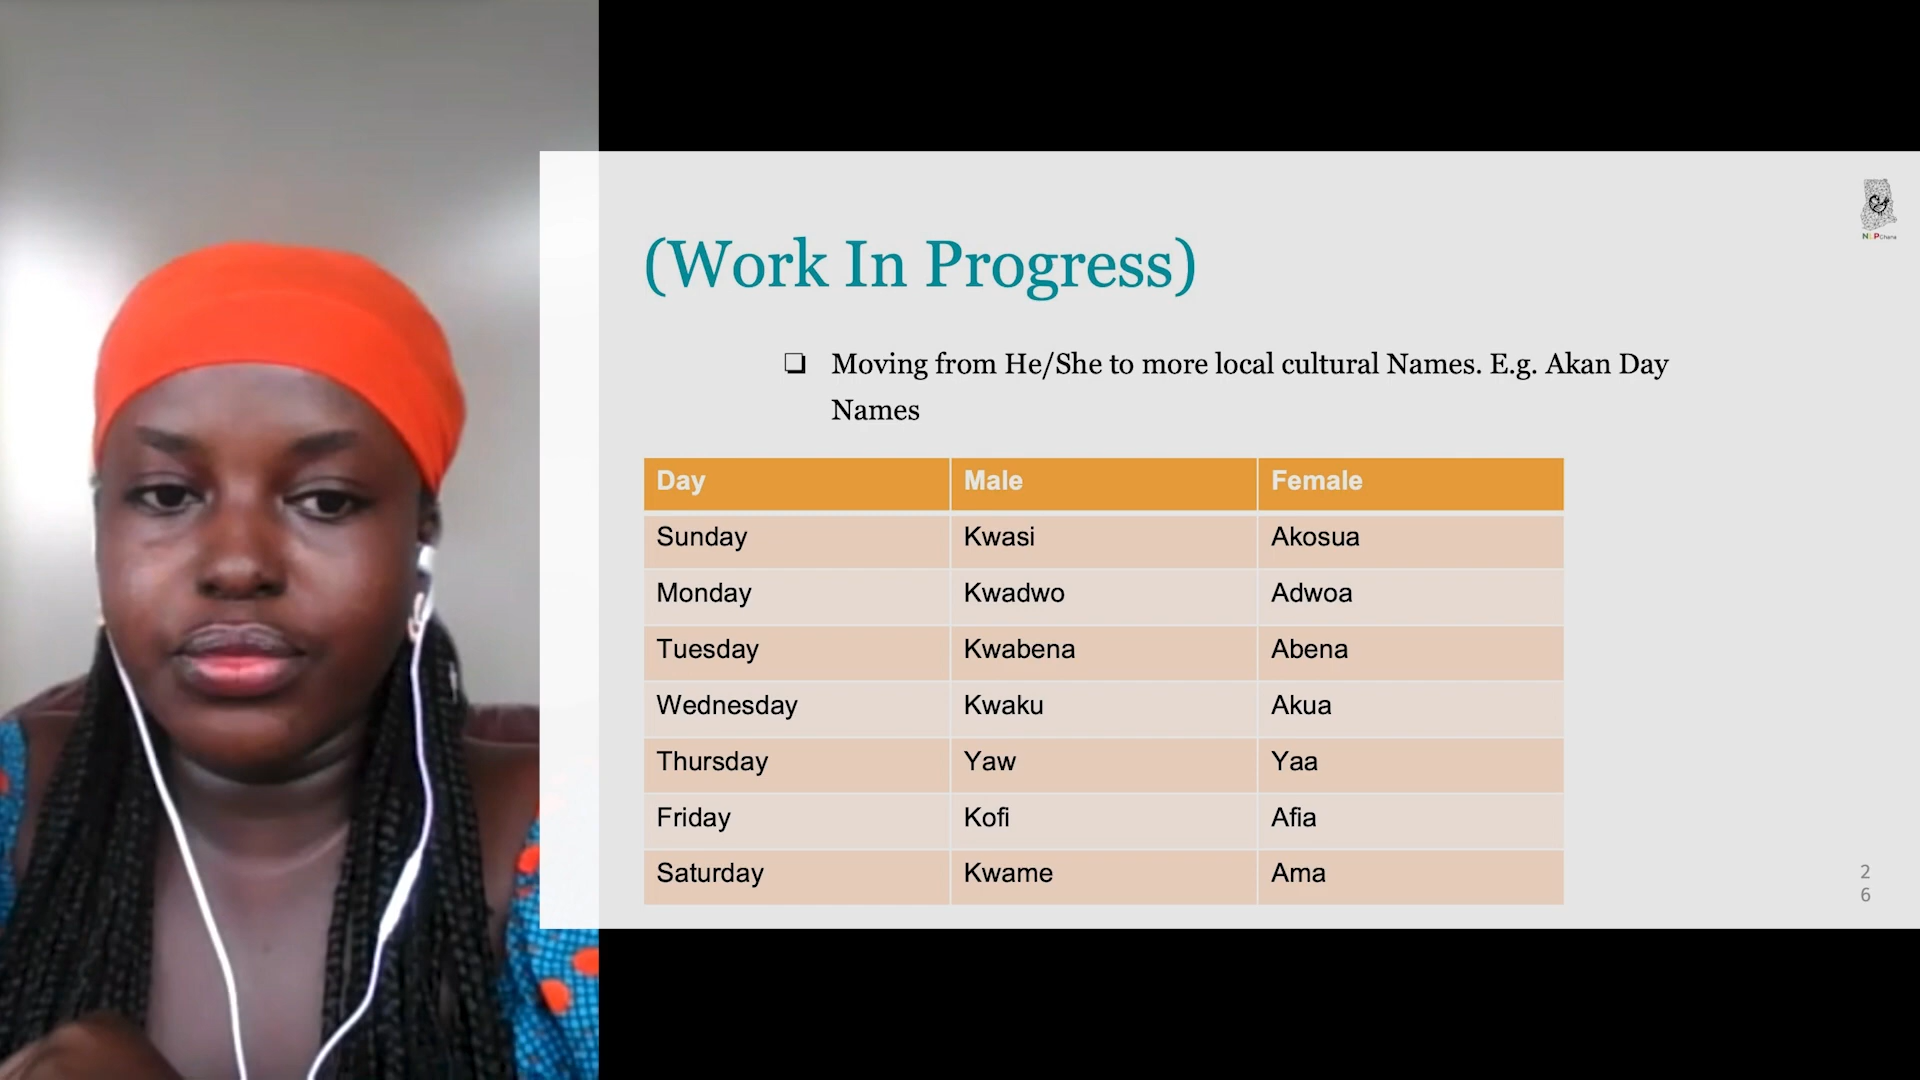 (Work In Progress)
❑ Moving from He/She to more local cultural Names. E.g. Akan Day
Names
Day Male Female
Sunday Kwasi Akosua
Monday Kwadwo Adwoa
Tuesday Kwabena Abena
Wednesday Kwaku Akua
Thursday Yaw Yaa
Friday Kofi Afia
Saturday Kwame Ama
NLPGhana
2
6